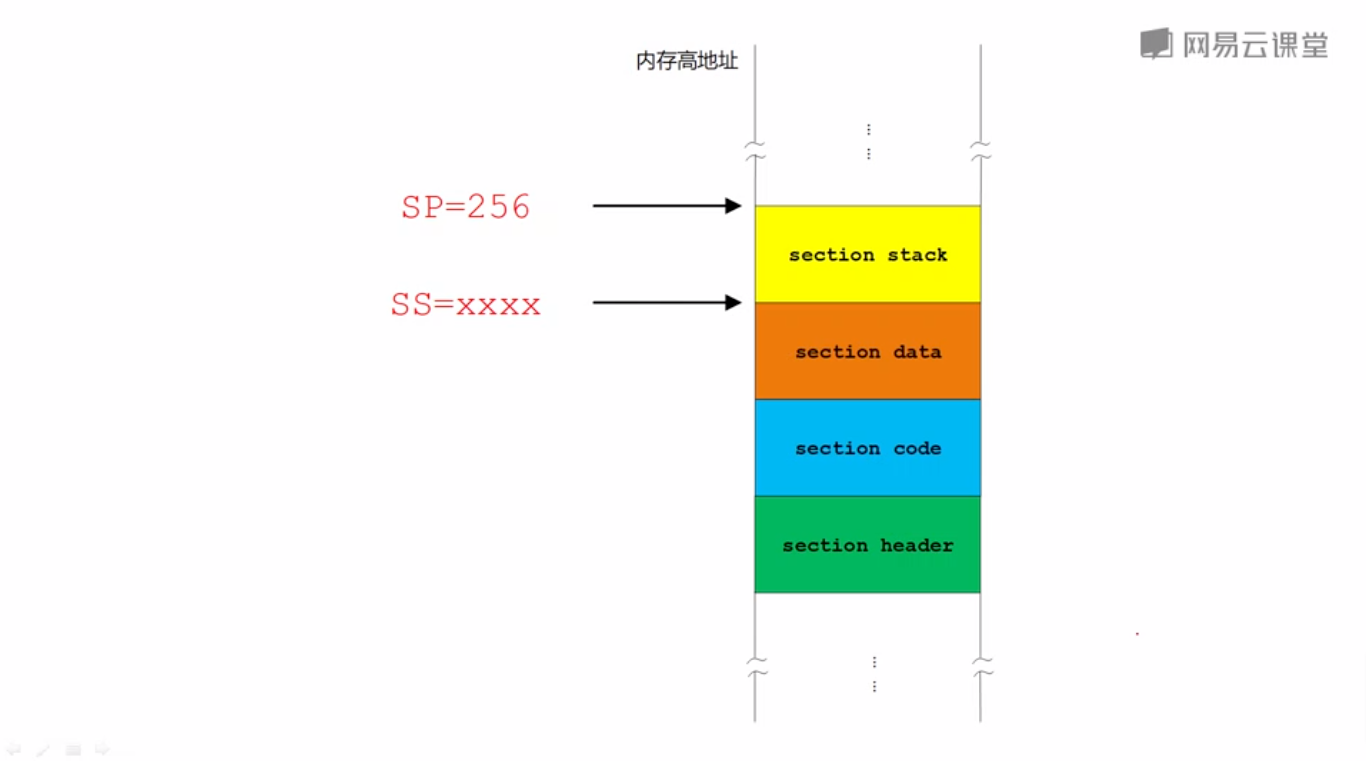 网易云课堂
内存高地址
SP=256
section stack
SS=xxxx
section data
section code
section header